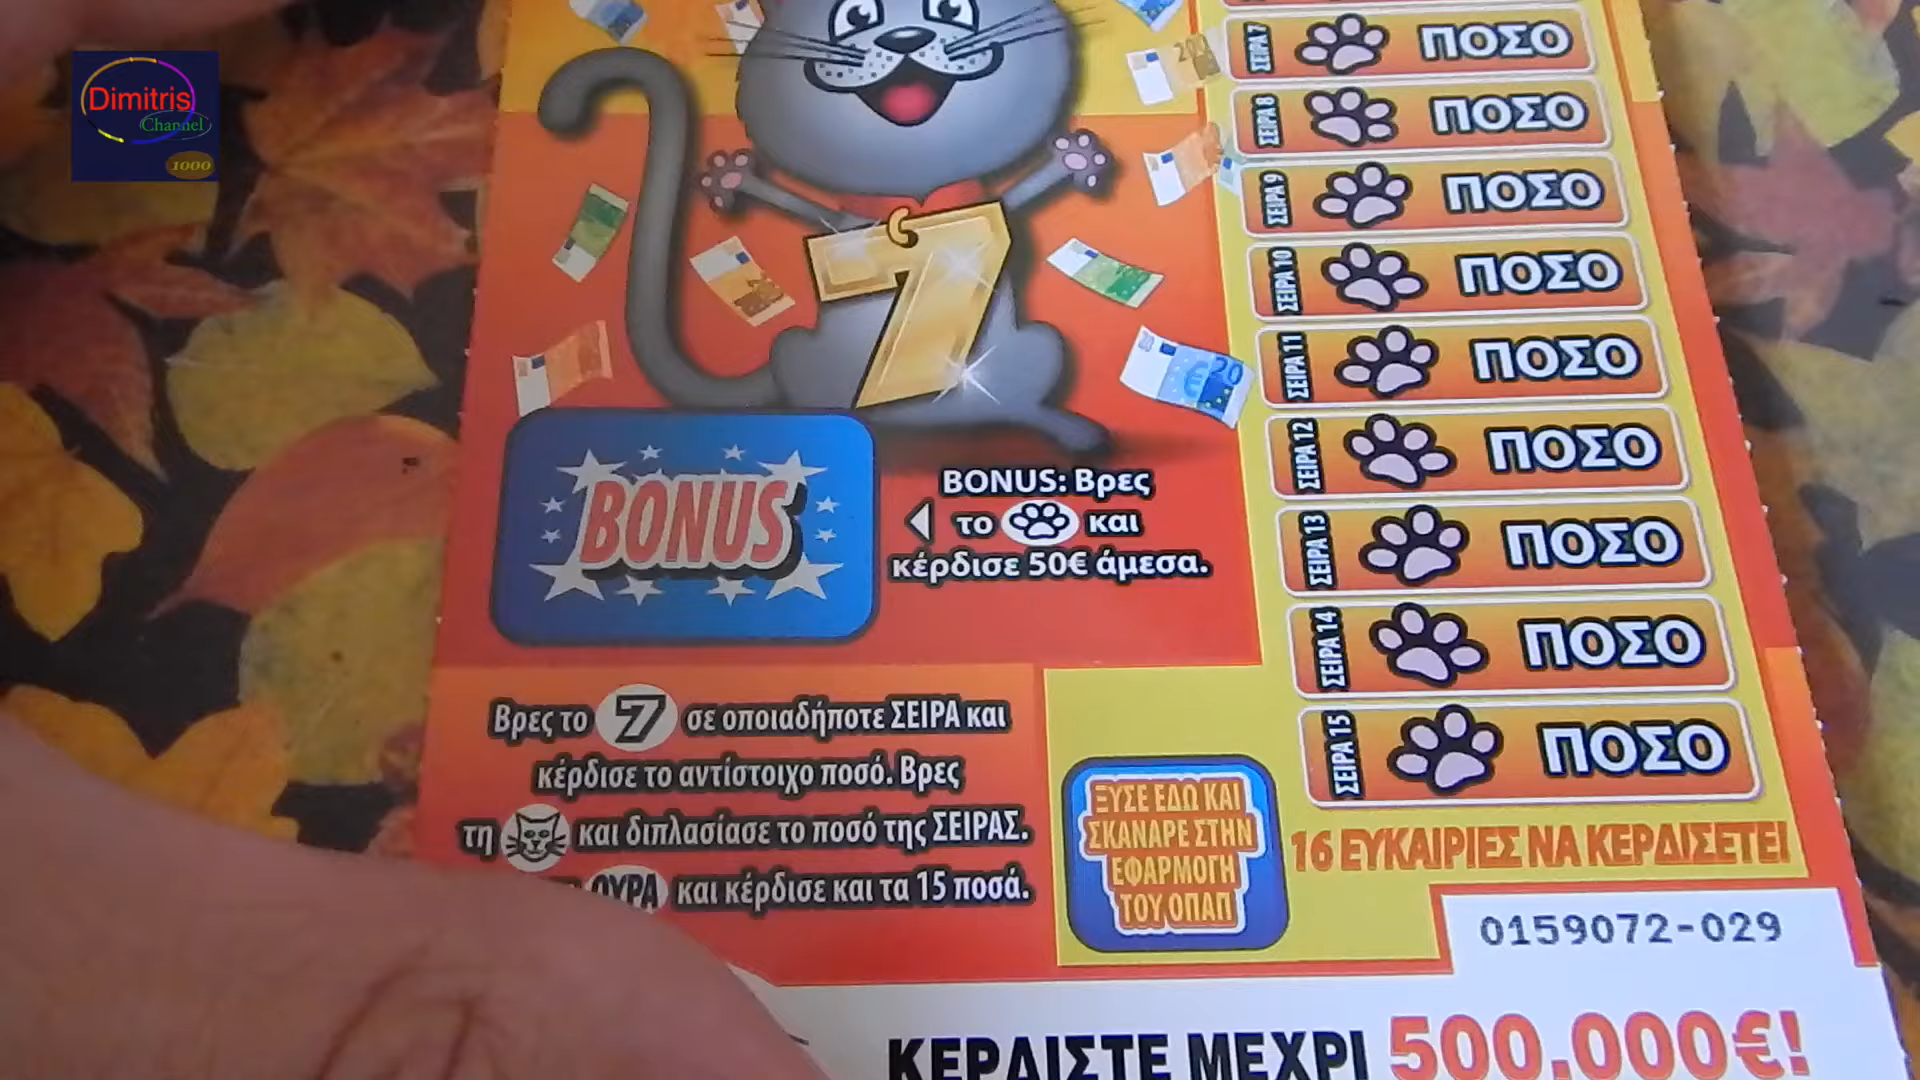 Dimitris
Channel
1000
ΣΕΙΡΑ 7 ΠΟΣΟ
ΣΕΙΡΑ 8 ΠΟΣΟ
ΣΕΙΡΑ 9 ΠΟΣΟ
ΣΕΙΡΑ 10 ΠΟΣΟ
ΣΕΙΡΑ 11 ΠΟΣΟ
ΣΕΙΡΑ 12 ΠΟΣΟ
ΣΕΙΡΑ 13 ΠΟΣΟ
ΣΕΙΡΑ 14 ΠΟΣΟ
ΣΕΙΡΑ 15 ΠΟΣΟ
200
7
€20
BONUS
BONUS: Βρες
το και
κέρδισε 50€ άμεσα.
Βρες το 7 σε οποιαδήποτε ΣΕΙΡΑ και
κέρδισε το αντίστοιχο ποσό. Βρες
τη και διπλασίασε το ποσό της ΣΕΙΡΑΣ.
ΟΥΡΑ και κέρδισε και τα 15 ποσά.
ΞΥΣΕ ΕΔΩ ΚΑΙ
ΣΚΑΝΑΡΕ ΣΤΗΝ
ΕΦΑΡΜΟΓΗ
ΤΟΥ ΟΠΑΠ
16 ΕΥΚΑΙΡΙΕΣ ΝΑ ΚΕΡΔΙΣΕΤΕ!
0159072-029
ΚΕΡΔΙΣΤΕ ΜΕΧΡΙ 500.000€!